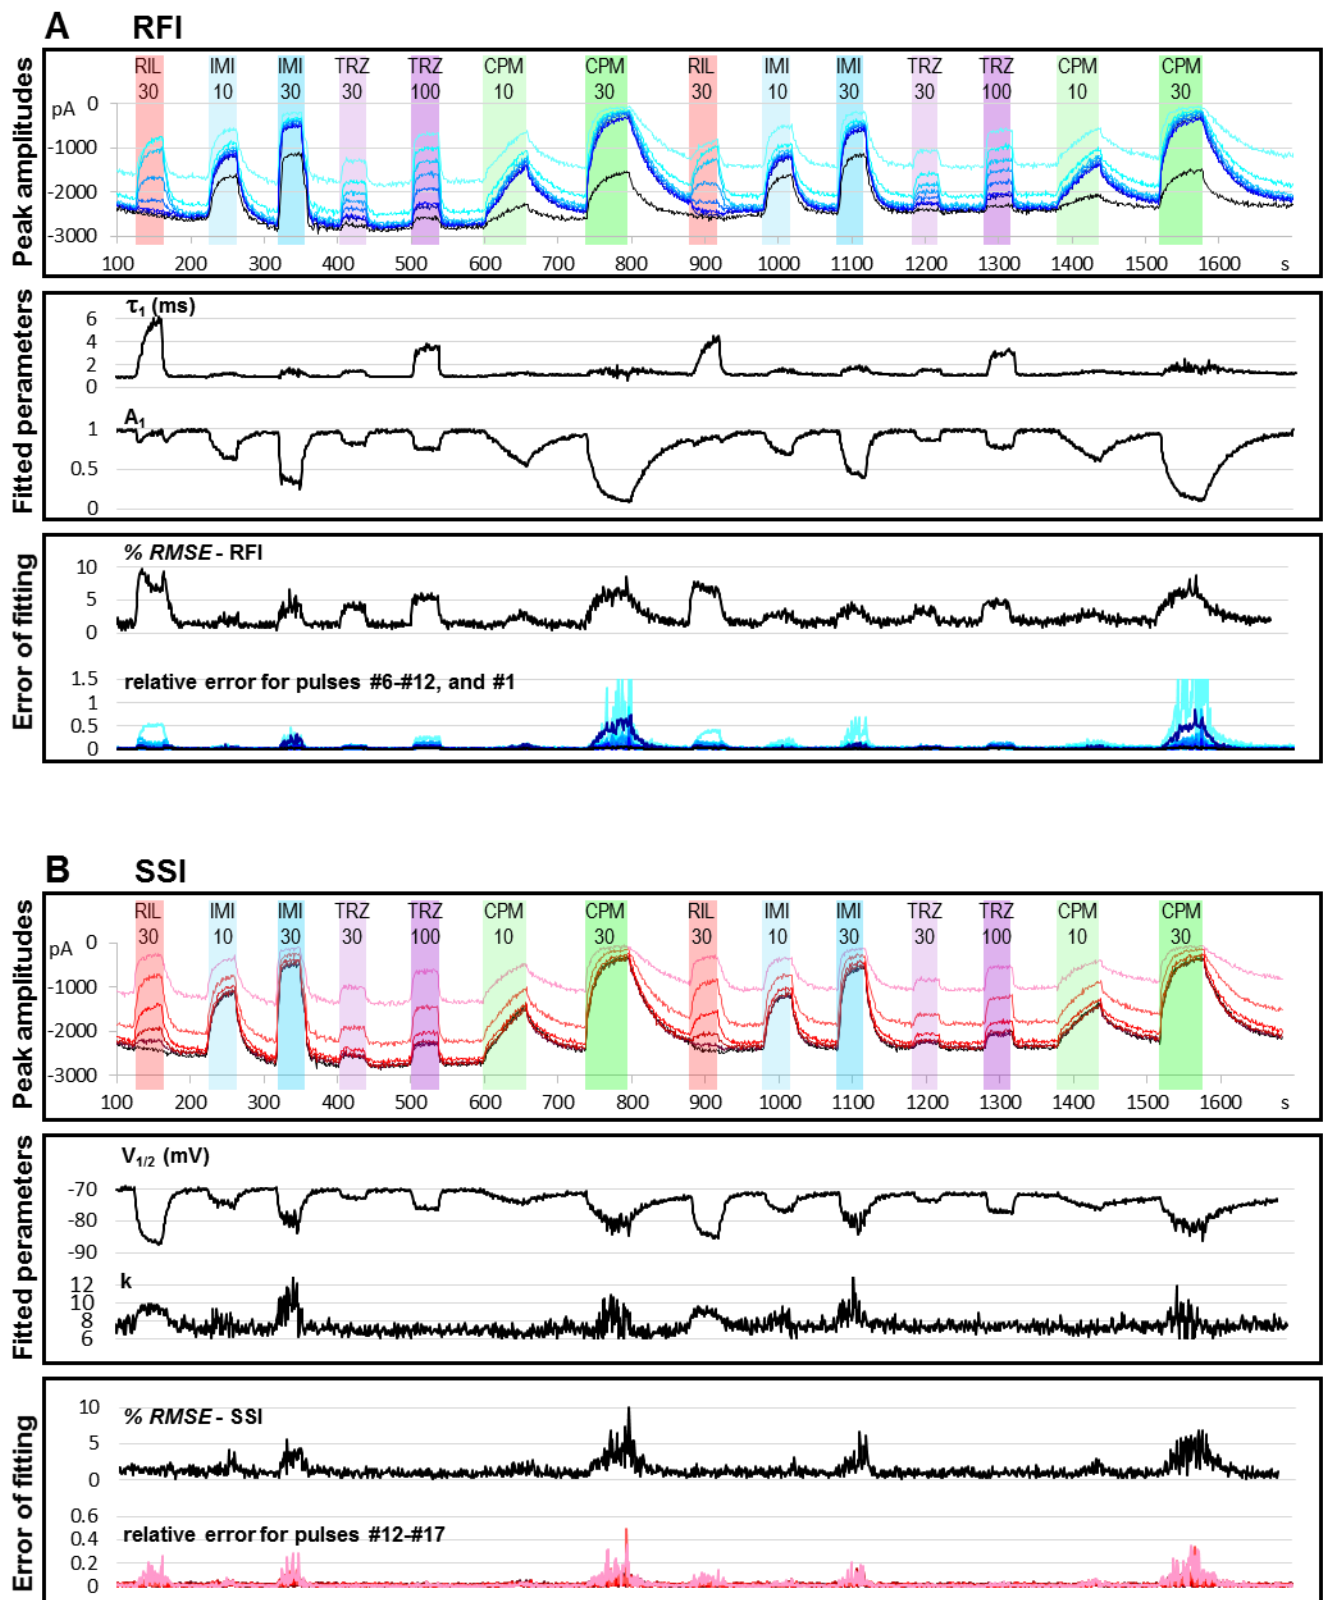 A RFI
Peak amplitudes
RIL IMI IMI TRZ TRZ CPM CPM RIL IMI IMI TRZ TRZ CPM CPM
30 10 30 30 100 10 30 30 10 30 30 100 10 30
pA
0
-1000
-2000
-3000
100 200 300 400 500 600 700 800 900 1000 1100 1200 1300 1400 1500 1600 s
Fitted perameters
τ1 (ms)
6
4
2
0
A1
1
0.5
0
Error of fitting
% RMSE - RFI
10
5
0
relative error for pulses #6-#12, and #1
1.5
1
0.5
0
B SSI
Peak amplitudes
RIL IMI IMI TRZ TRZ CPM CPM RIL IMI IMI TRZ TRZ CPM CPM
30 10 30 30 100 10 30 30 10 30 30 100 10 30
pA
0
-1000
-2000
-3000
100 200 300 400 500 600 700 800 900 1000 1100 1200 1300 1400 1500 1600 s
Fitted perameters
V1/2 (mV)
-70
-80
-90
k
12
10
8
6
Error of fitting
% RMSE - SSI
10
5
0
relative error for pulses #12-#17
0.6
0.4
0.2
0